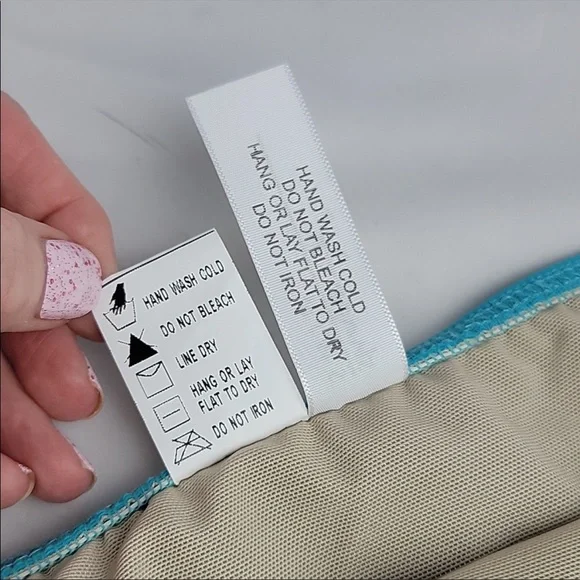 HAND WASH COLD
DO NOT BLEACH
LINE DRY
HANG OR LAY
FLAT TO DRY
DO NOT IRON
HAND WASH COLD
DO NOT BLEACH
HANG OR LAY FLAT TO DRY
DO NOT IRON